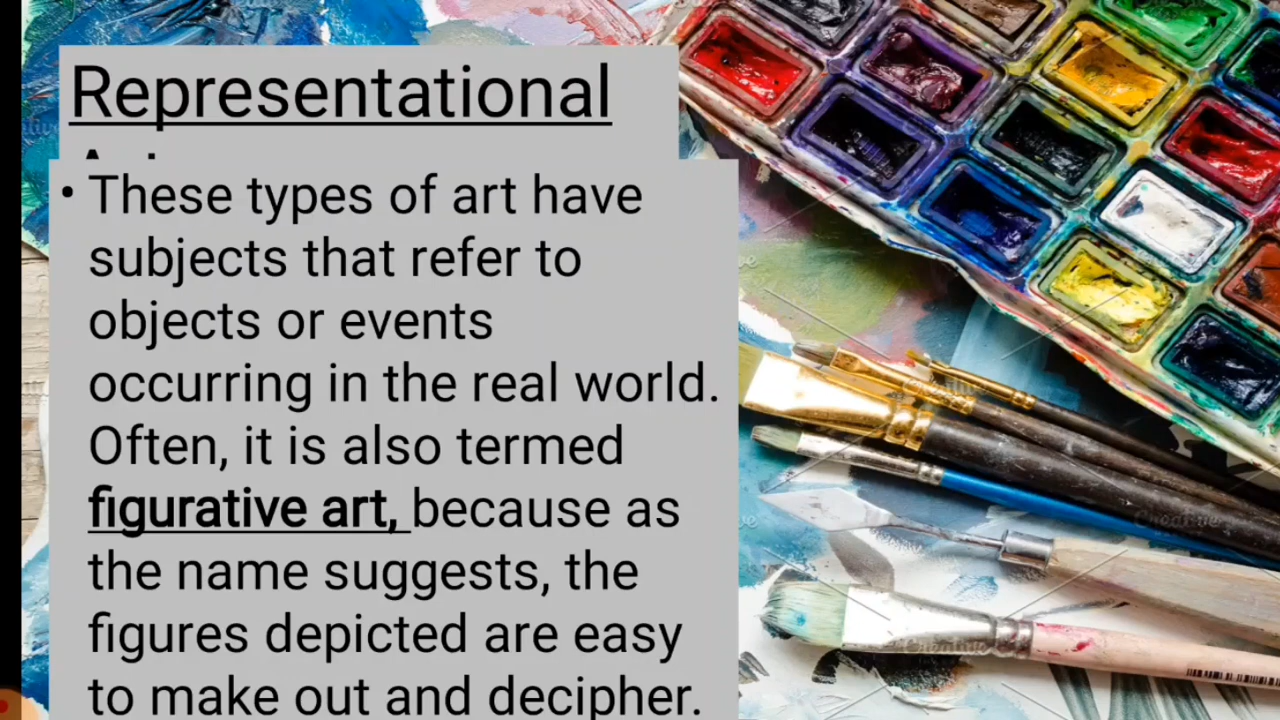 Representational
• These types of art have
subjects that refer to
objects or events
occurring in the real world.
Often, it is also termed
figurative art, because as
the name suggests, the
figures depicted are easy
to make out and decipher.